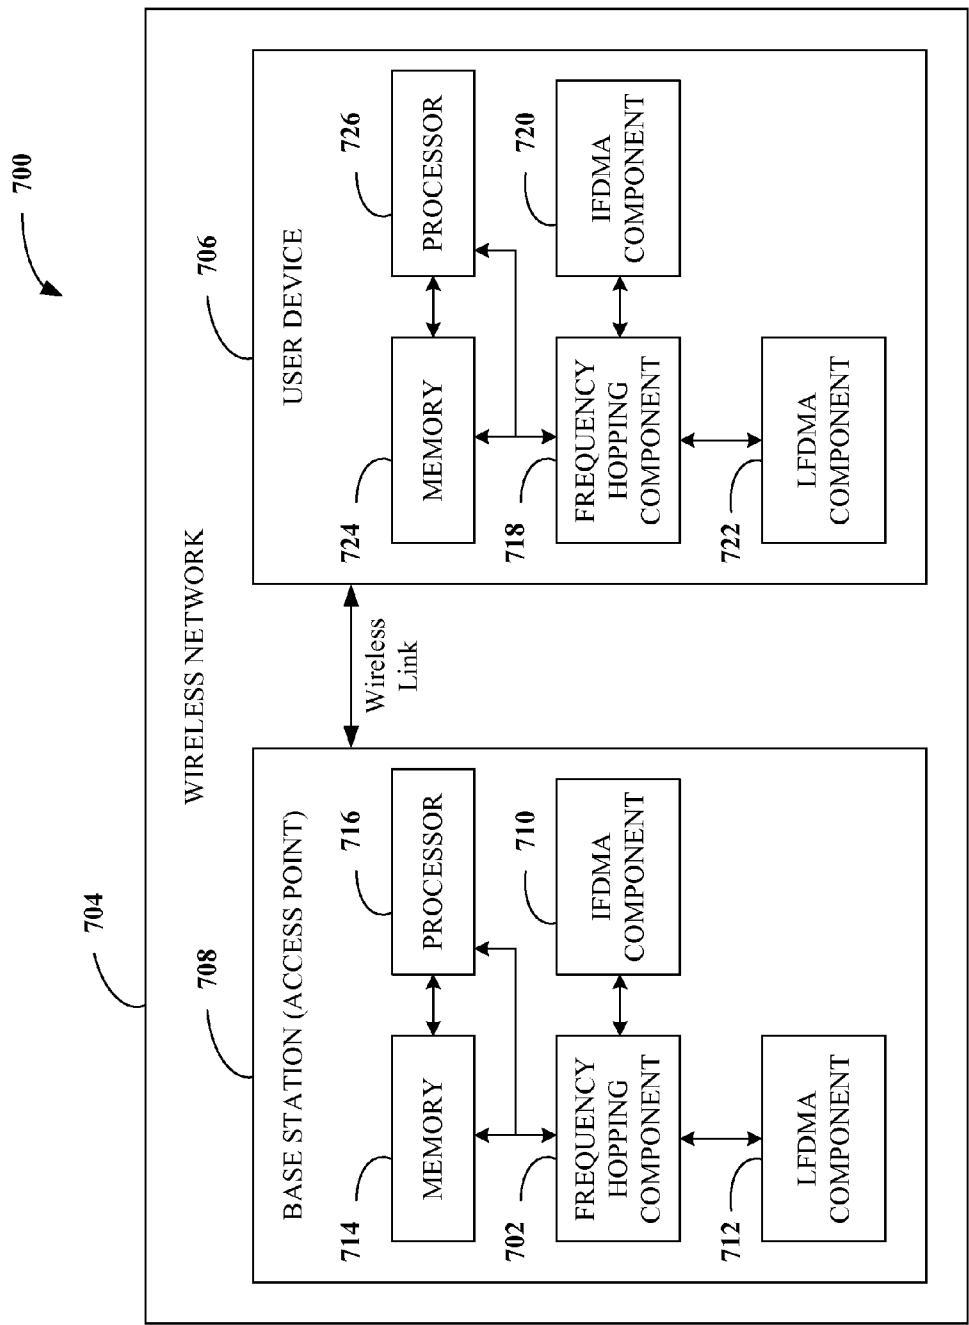 700
704
WIRELESS NETWORK
708
BASE STATION (ACCESS POINT)
714
MEMORY
716
PROCESSOR
702
FREQUENCY
HOPPING
COMPONENT
710
IFDMA
COMPONENT
712
LFDMA
COMPONENT
Wireless
Link
706
USER DEVICE
724
MEMORY
726
PROCESSOR
718
FREQUENCY
HOPPING
COMPONENT
720
IFDMA
COMPONENT
722
LFDMA
COMPONENT